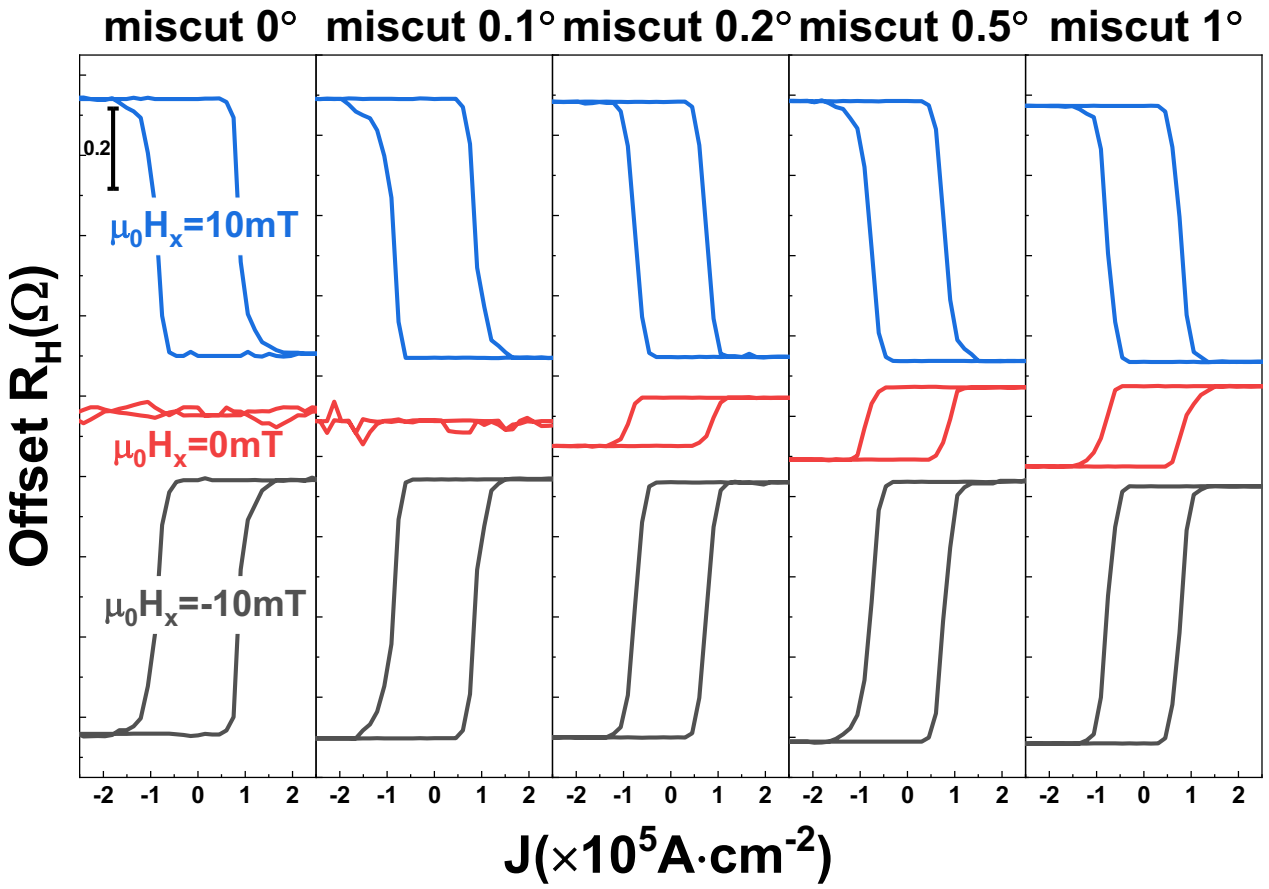 miscut 0° miscut 0.1° miscut 0.2° miscut 0.5° miscut 1°
0.2
μ₀Hₓ=10mT
Offset R_H(Ω)
μ₀Hₓ=0mT
μ₀Hₓ=-10mT
-2 -1 0 1 2 -2 -1 0 1 2 -2 -1 0 1 2 -2 -1 0 1 2 -2 -1 0 1 2
J(×10⁵A·cm⁻²)